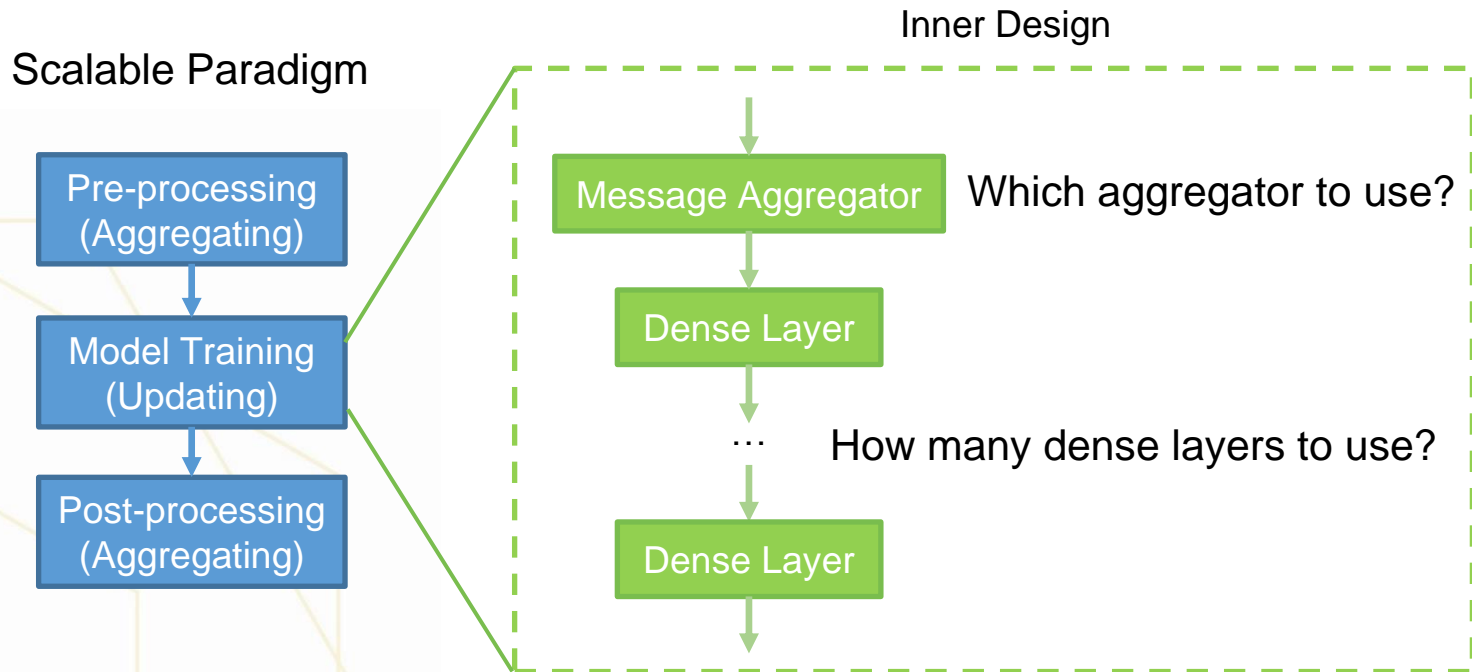 Scalable Paradigm
Pre-processing
(Aggregating)
Model Training
(Updating)
Post-processing
(Aggregating)
Inner Design
Message Aggregator
Which aggregator to use?
Dense Layer
...
How many dense layers to use?
Dense Layer